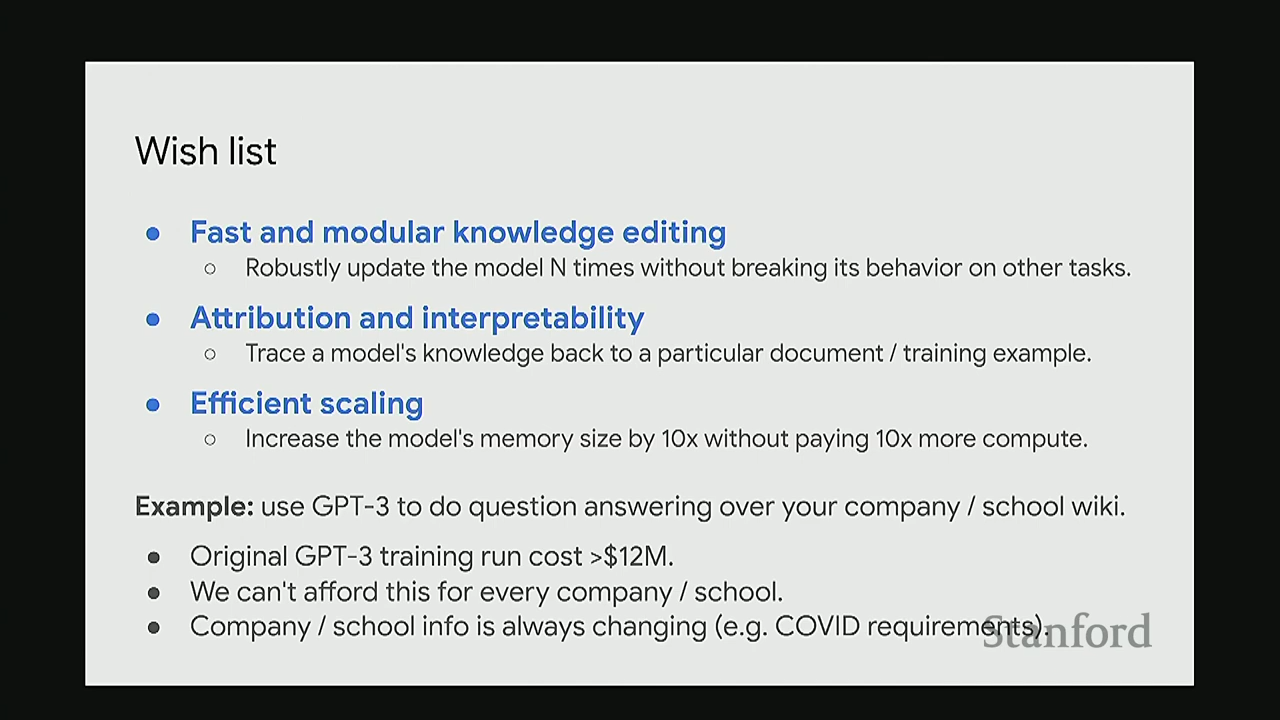 Wish list
● Fast and modular knowledge editing
○ Robustly update the model N times without breaking its behavior on other tasks.
● Attribution and interpretability
○ Trace a model's knowledge back to a particular document / training example.
● Efficient scaling
○ Increase the model's memory size by 10x without paying 10x more compute.
Example: use GPT-3 to do question answering over your company / school wiki.
● Original GPT-3 training run cost >$12M.
● We can't afford this for every company / school.
● Company / school info is always changing (e.g. COVID requirements).
Stanford